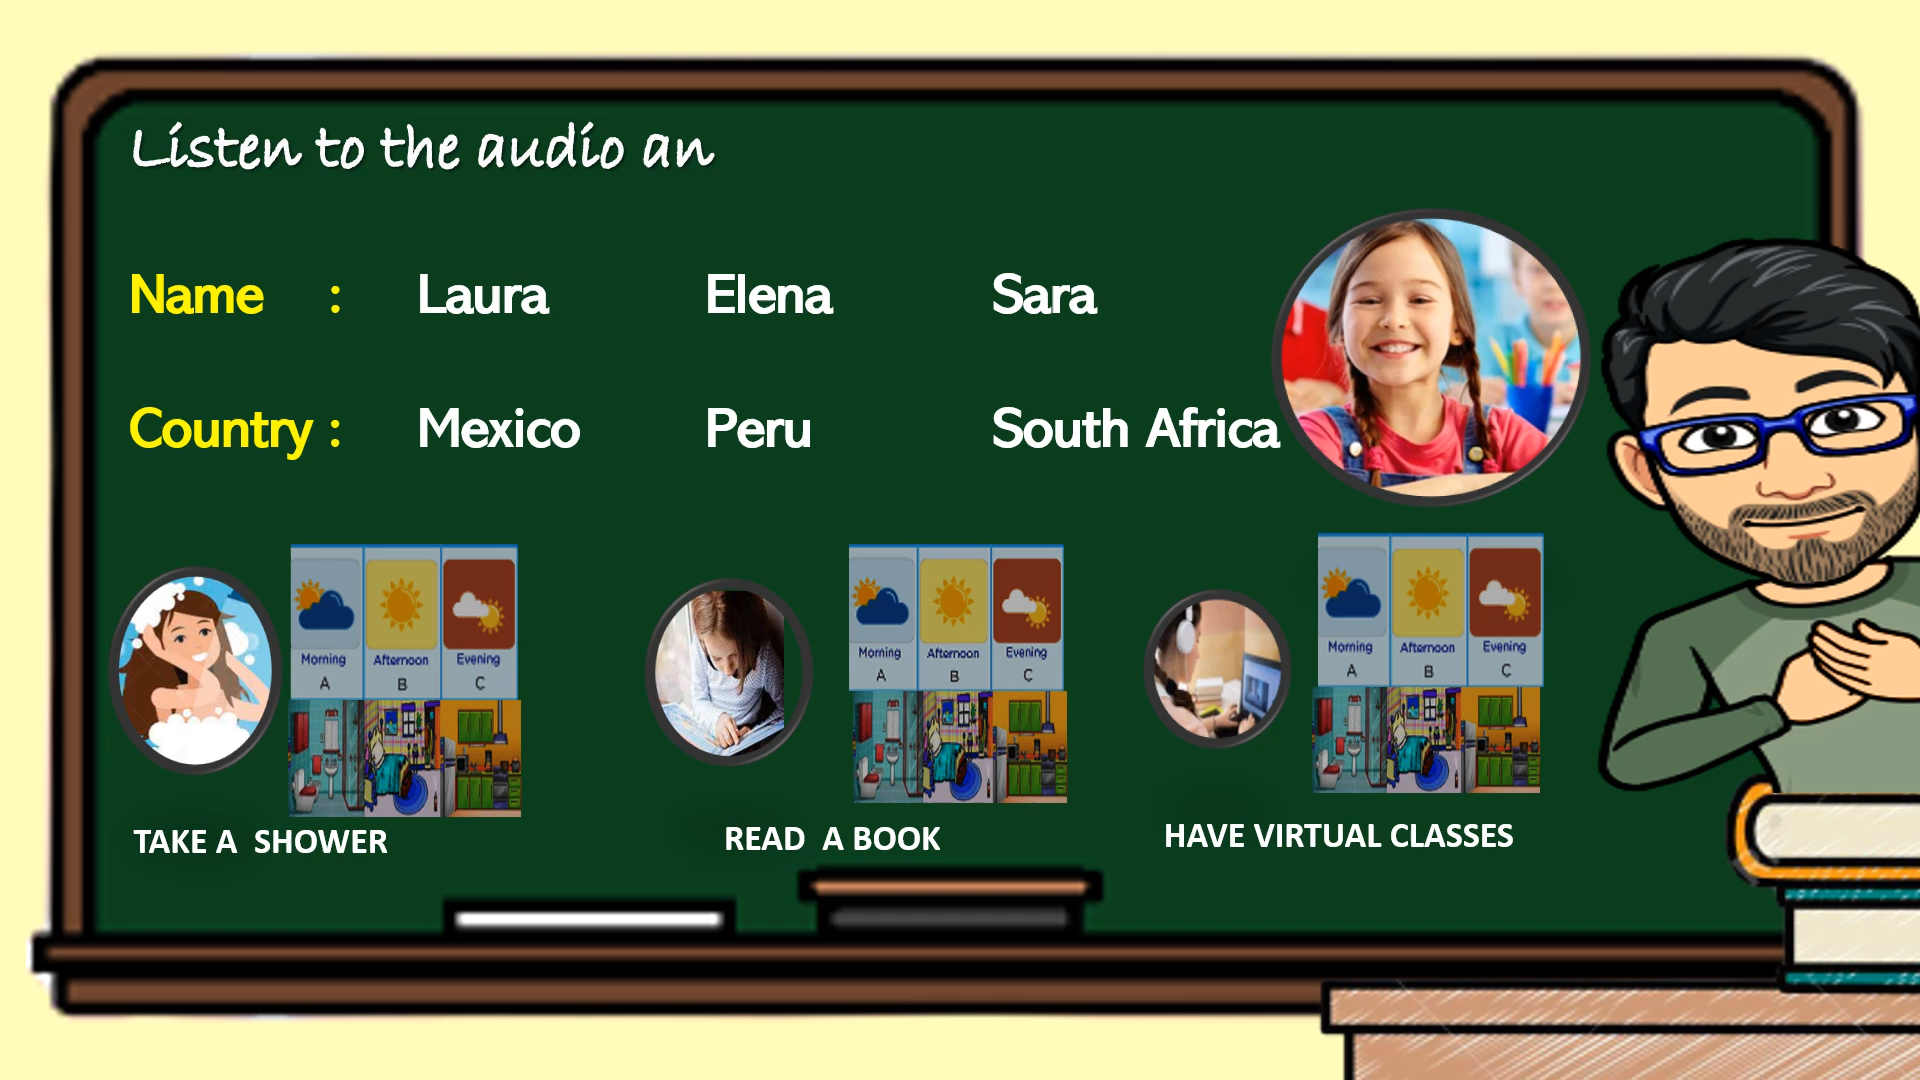 Listen to the audio an
Name : Laura Elena Sara
Country : Mexico Peru South Africa
Morning Afternoon Evening
A B C
TAKE A SHOWER
Morning Afternoon Evening
A B C
READ A BOOK
Morning Afternoon Evening
A B C
HAVE VIRTUAL CLASSES